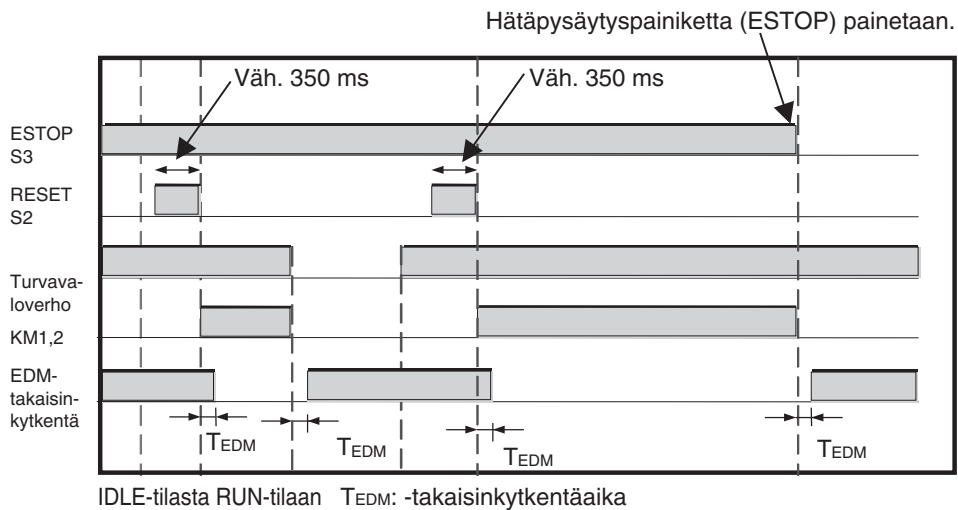 Hätäpysäytyspainiketta (ESTOP) painetaan.
Väh. 350 ms
Väh. 350 ms
ESTOP
S3
RESET
S2
Turvava-
loverho
KM1,2
EDM-
takaisin-
kytkentä
TEDM
TEDM
TEDM
TEDM
IDLE-tilasta RUN-tilaan TEDM: -takaisinkytkentäaika